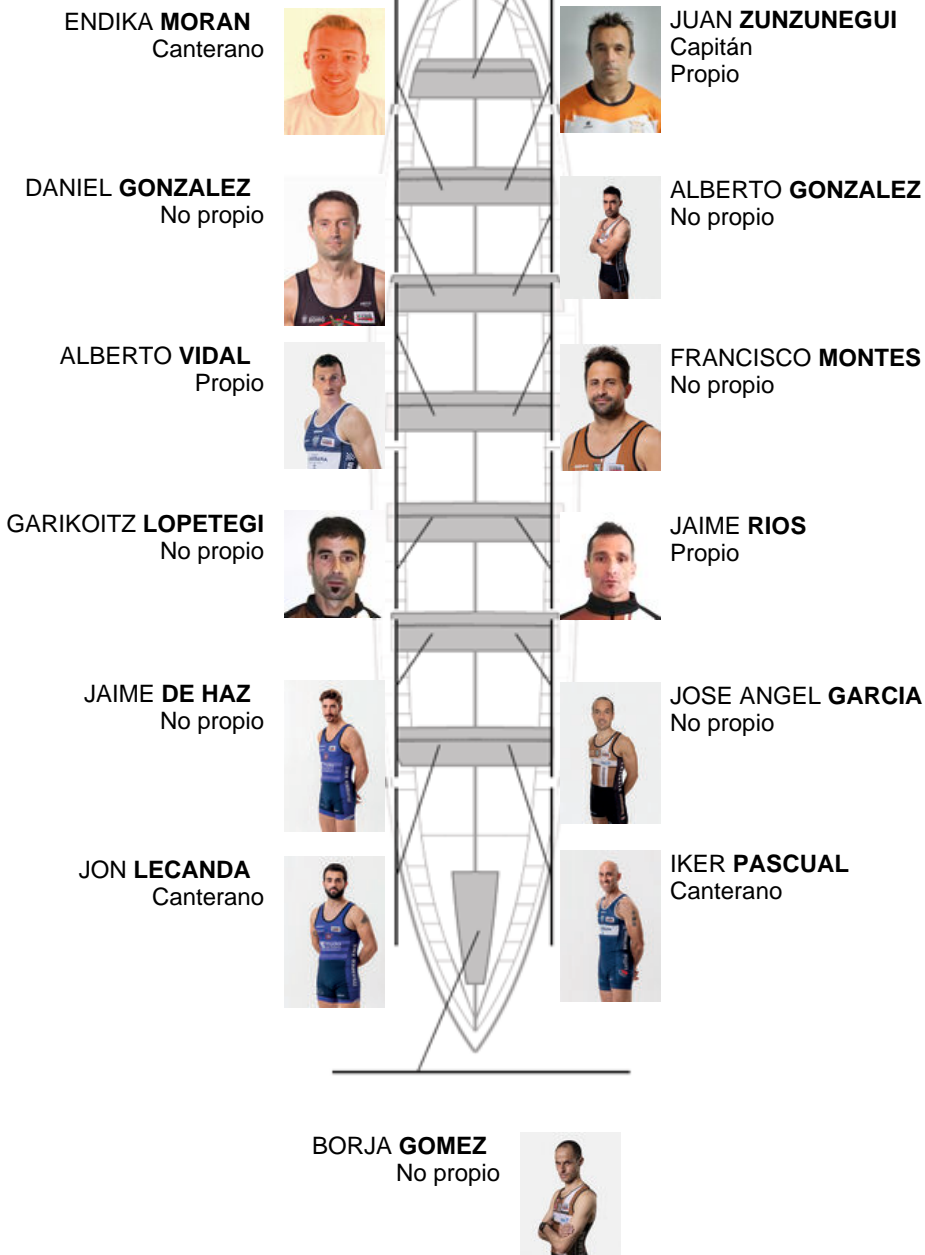 ENDIKA MORAN
Canterano
JUAN ZUNZUNEGUI
Capitán
Propio
DANIEL GONZALEZ
No propio
ALBERTO GONZALEZ
No propio
ALBERTO VIDAL
Propio
FRANCISCO MONTES
No propio
GARIKOITZ LOPETEGI
No propio
JAIME RIOS
Propio
JAIME DE HAZ
No propio
JOSE ANGEL GARCIA
No propio
JON LECANDA
Canterano
IKER PASCUAL
Canterano
BORJA GOMEZ
No propio